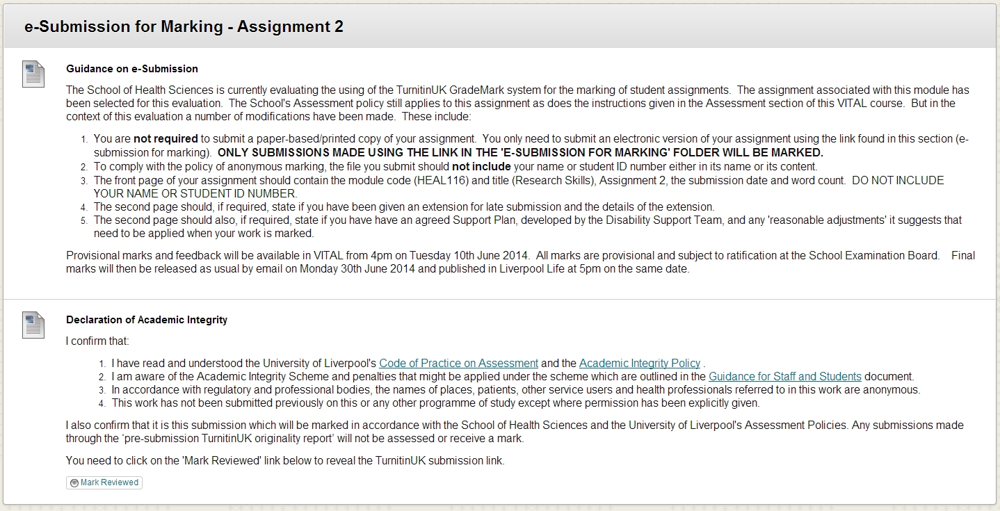 e-Submission for Marking - Assignment 2
Guidance on e-Submission
The School of Health Sciences is currently evaluating the using of the TurnitinUK GradeMark system for the marking of student assignments.  The assignment associated with this module has
been selected for this evaluation.  The School's Assessment policy still applies to this assignment as does the instructions given in the Assessment section of this VITAL course.  But in the
context of this evaluation a number of modifications have been made.  These include:
1. You are not required to submit a paper-based/printed copy of your assignment.  You only need to submit an electronic version of your assignment using the link found in this section (e-
submission for marking).  ONLY SUBMISSIONS MADE USING THE LINK IN THE 'E-SUBMISSION FOR MARKING' FOLDER WILL BE MARKED.
2. To comply with the policy of anonymous marking, the file you submit should not include your name or student ID number either in its name or its content.
3. The front page of your assignment should contain the module code (HEAL116) and title (Research Skills), Assignment 2, the submission date and word count.  DO NOT INCLUDE
YOUR NAME OR STUDENT ID NUMBER.
4. The second page should, if required, state if you have been given an extension for late submission and the details of the extension.
5. The second page should also, if required, state if you have have an agreed Support Plan, developed by the Disability Support Team, and any 'reasonable adjustments' it suggests that
need to be applied when your work is marked.
Provisional marks and feedback will be available in VITAL from 4pm on Tuesday 10th June 2014.  All marks are provisional and subject to ratification at the School Examination Board.    Final
marks will then be released as usual by email on Monday 30th June 2014 and published in Liverpool Life at 5pm on the same date.
Declaration of Academic Integrity
I confirm that:
1. I have read and understood the University of Liverpool's Code of Practice on Assessment and the Academic Integrity Policy .
2. I am aware of the Academic Integrity Scheme and penalties that might be applied under the scheme which are outlined in the Guidance for Staff and Students document.
3. In accordance with regulatory and professional bodies, the names of places, patients, other service users and health professionals referred to in this work are anonymous.
4. This work has not been submitted previously on this or any other programme of study except where permission has been explicitly given.
I also confirm that it is this submission which will be marked in accordance with the School of Health Sciences and the University of Liverpool's Assessment Policies. Any submissions made
through the ‘pre-submission TurnitinUK originality report’ will not be assessed or receive a mark.
You need to click on the 'Mark Reviewed' link below to reveal the TurnitinUK submission link.
Mark Reviewed